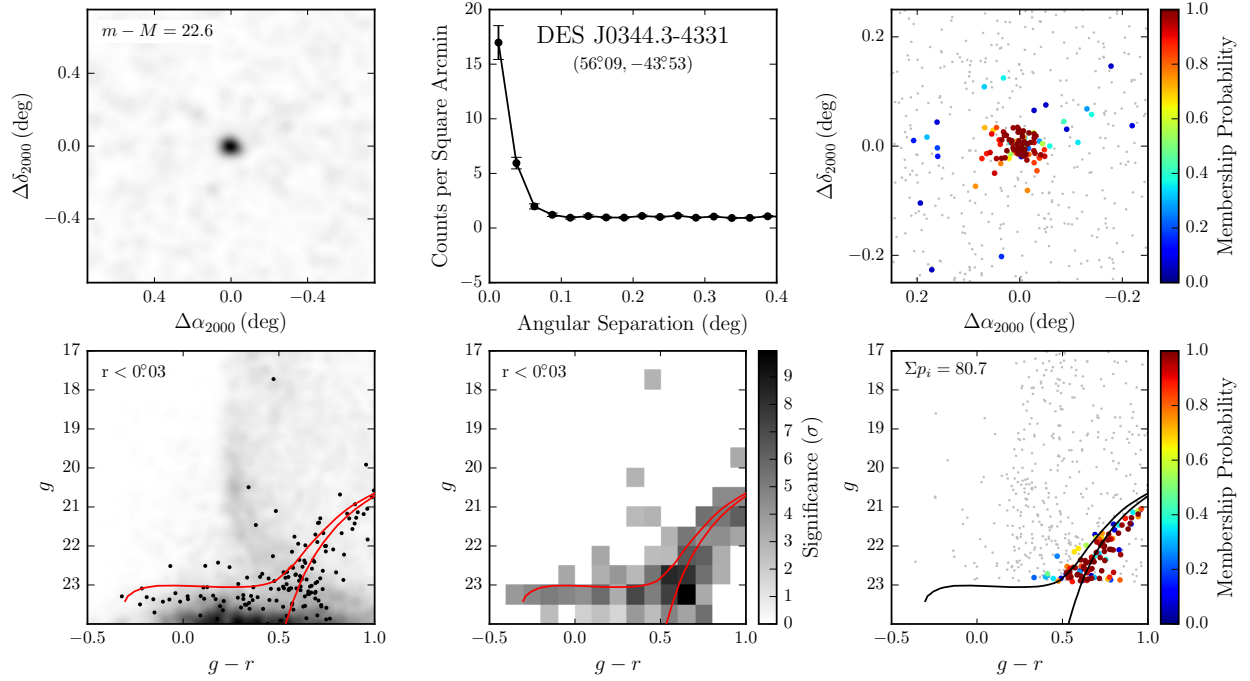 m − M = 22.6
0.4
0.0
−0.4
Δδ2000 (deg)
0.4 0.0 −0.4
Δα2000 (deg)
DES J0344.3-4331
(56°.09, −43°.53)
20
15
10
5
0
−5
Counts per Square Arcmin
0.0 0.1 0.2 0.3 0.4
Angular Separation (deg)
0.2
0.0
−0.2
Δδ2000 (deg)
0.2 0.0 −0.2
Δα2000 (deg)
1.0
0.8
0.6
0.4
0.2
0.0
Membership Probability
r < 0°.03
17
18
19
20
21
22
23
g
−0.5 0.0 0.5 1.0
g − r
r < 0°.03
17
18
19
20
21
22
23
g
−0.5 0.0 0.5 1.0
g − r
9
8
7
6
5
4
3
2
1
0
Significance (σ)
Σpi = 80.7
17
18
19
20
21
22
23
g
−0.5 0.0 0.5 1.0
g − r
1.0
0.8
0.6
0.4
0.2
0.0
Membership Probability